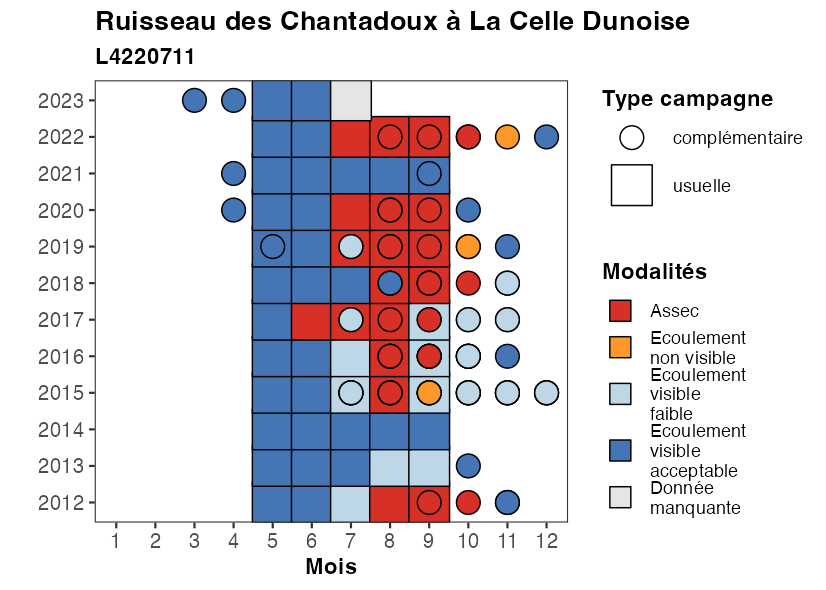 Ruisseau des Chantadoux à La Celle Dunoise
L4220711
2023
2022
2021
2020
2019
2018
2017
2016
2015
2014
2013
2012
1 2 3 4 5 6 7 8 9 10 11 12
Mois
Type campagne
complémentaire
usuelle
Modalités
Assec
Ecoulement
non visible
Ecoulement
visible
faible
Ecoulement
visible
acceptable
Donnée
manquante